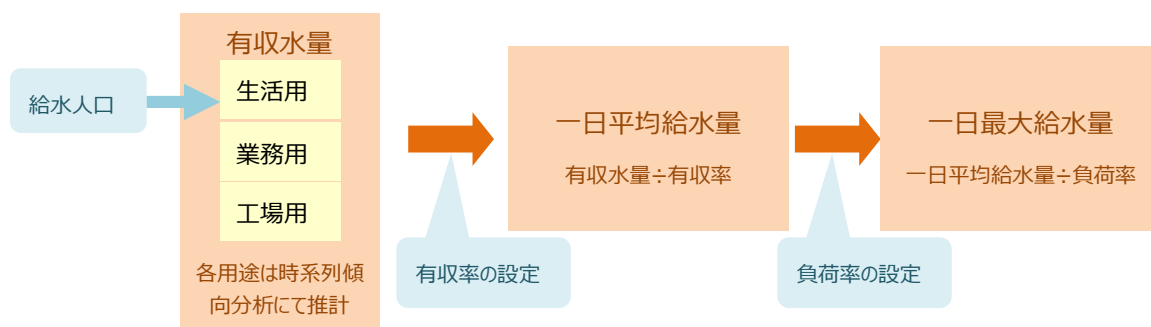 給水人口
有収水量
生活用
業務用
工場用
各用途は時系列傾
向分析にて推計
有収率の設定
一日平均給水量
有収水量÷有収率
負荷率の設定
一日最大給水量
一日平均給水量÷負荷率